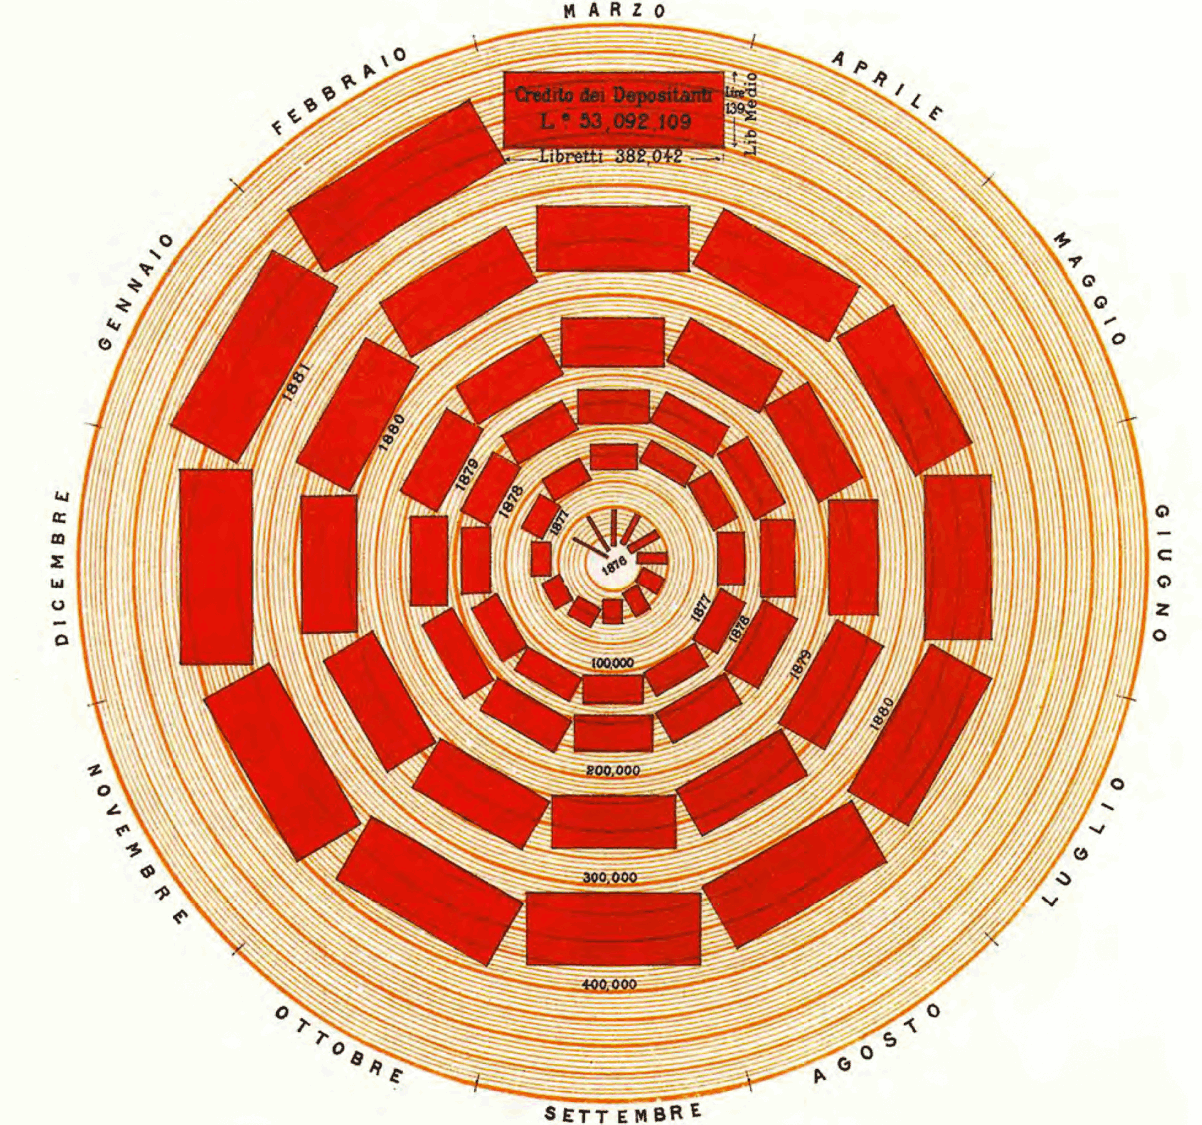 MARZO
APRILE
MAGGIO
GIUGNO
LUGLIO
AGOSTO
SETTEMBRE
OTTOBRE
NOVEMBRE
DICEMBRE
GENNAIO
FEBBRAIO
Credito dei Depositanti
L.e 53,092,109
Libretti 382,042
Lire
139
Lib Medio
1881
1880
1879
1878
1877
1876
1877
1878
1879
1880
100,000
200,000
300,000
400,000